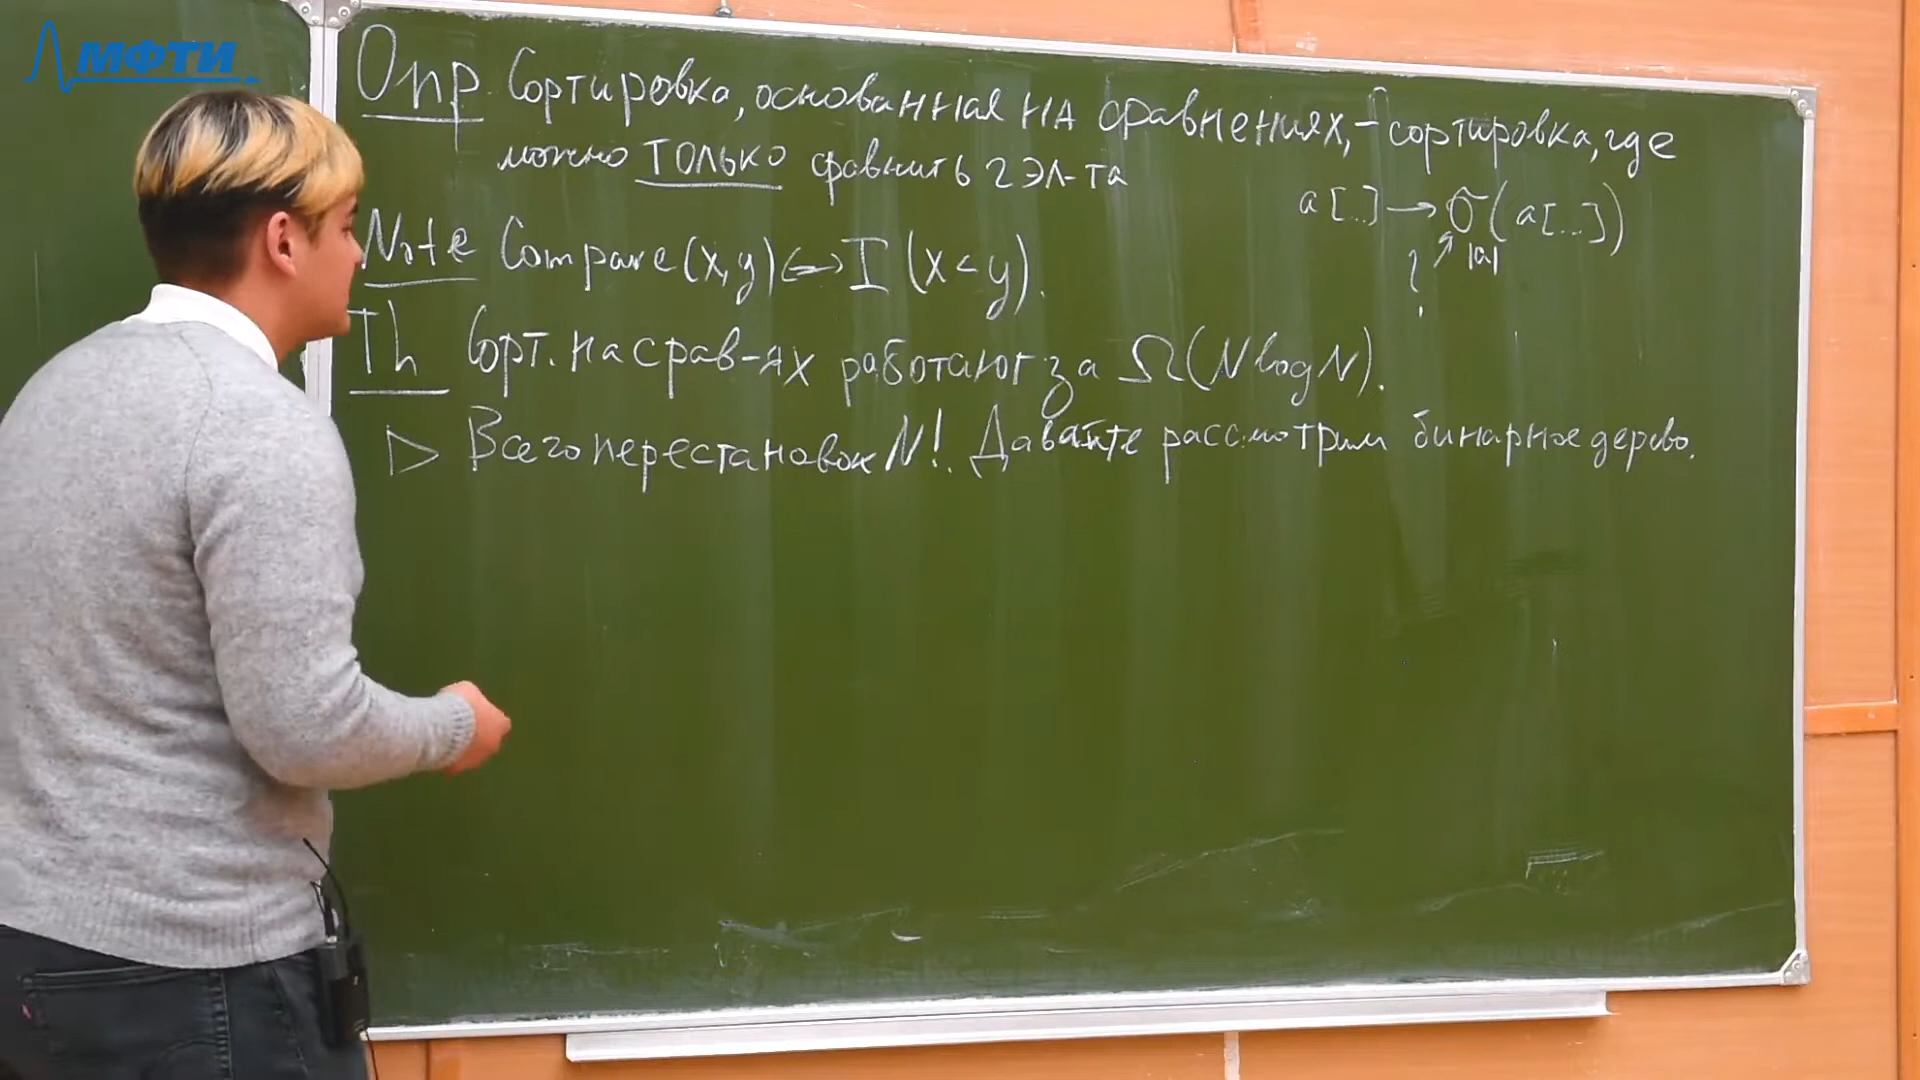 МФТИ
Опр. Сортировка, основанная на сравнениях, – сортировка, где
можно ТОЛЬКО сравнить 2 эл-та
a[...] → σ(a[...])
? |a|
Note Compare(x,y) ↔ I(x<y).
Th Сорт. на срав-ях работают за Ω(N log N).
▷ Всего перестановок N!. Давайте рассмотрим бинарное дерево.